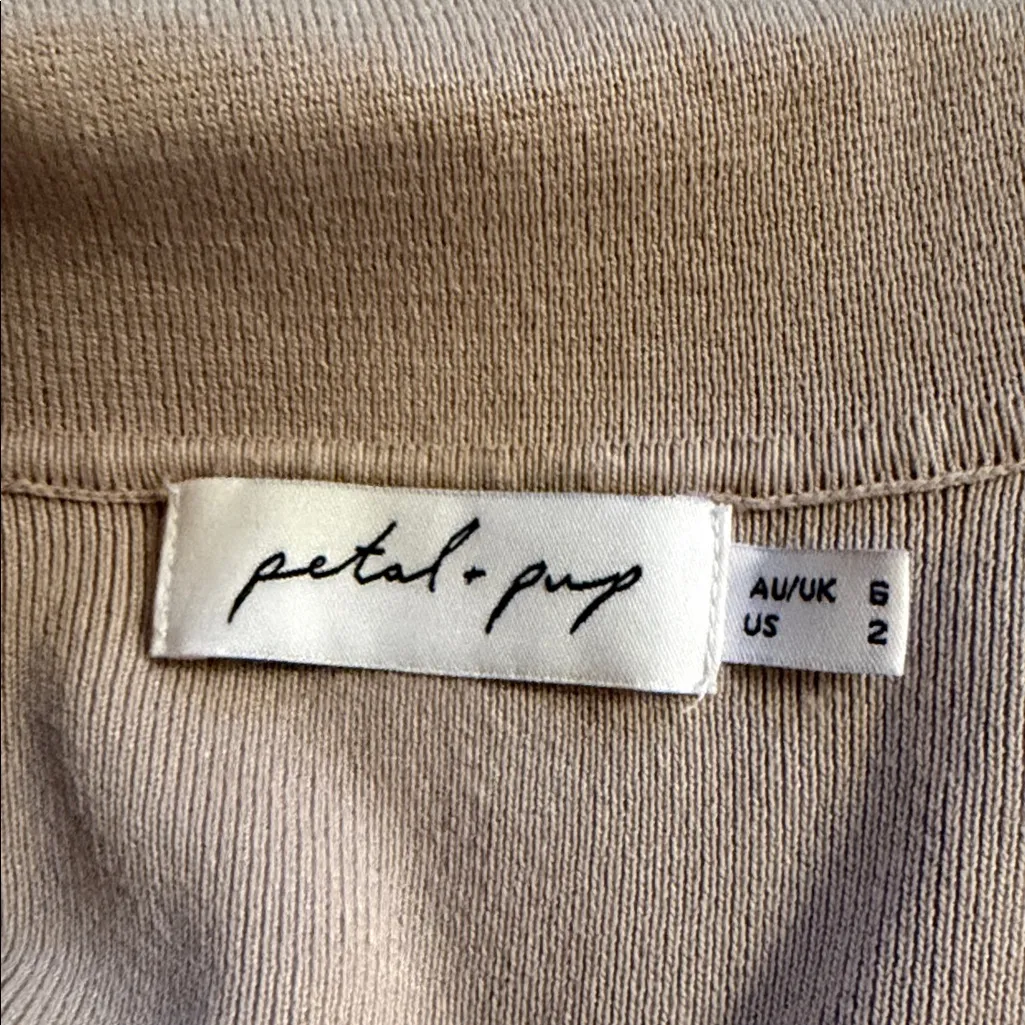 petal + pup
AU/UK 6
US 2